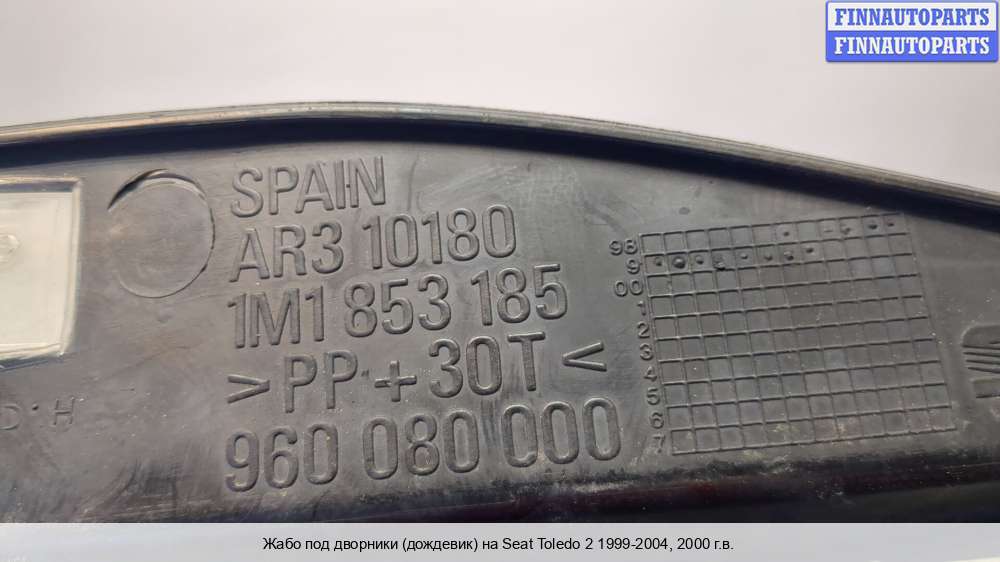 FINNAUTOPARTS
FINNAUTOPARTS
SPAIN
AR3 10180
1M1 853 185
>PP+30T<
960 080 000
98
9
00
1
2
3
4
5
6
7
D.H
Жабо под дворники (дождевик) на Seat Toledo 2 1999-2004, 2000 г.в.